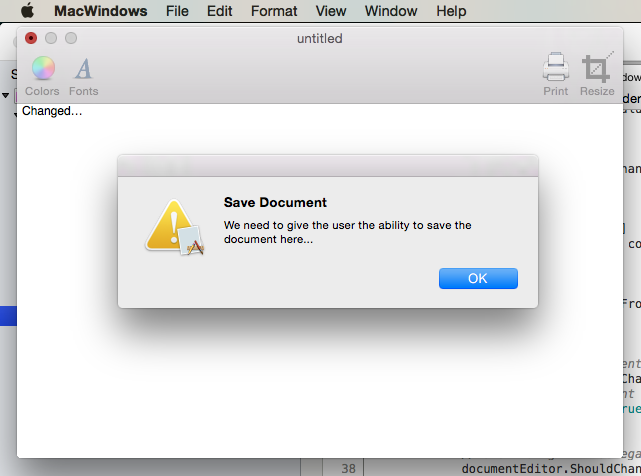 MacWindows File Edit Format View Window Help
untitled
Colors Fonts Print Resize
Changed...
Save Document
We need to give the user the ability to save the
document here...
OK
38 documentEditor.ShouldChan